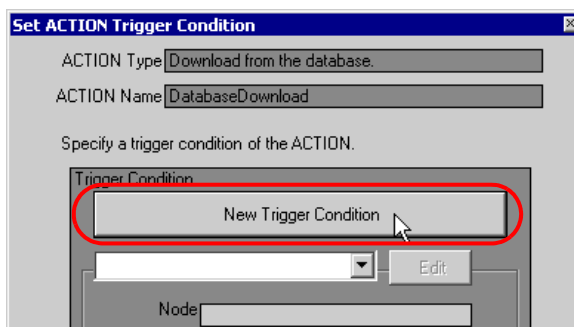 Set ACTION Trigger Condition
ACTION Type Download from the database.
ACTION Name DatabaseDownload
Specify a trigger condition of the ACTION.
Trigger Condition
New Trigger Condition
Edit
Node